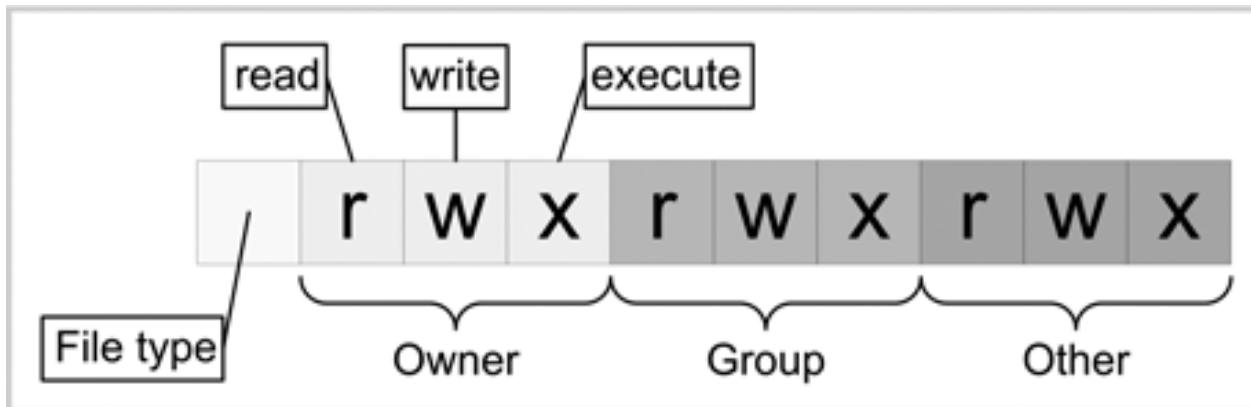 read write execute
r w x r w x r w x
File type Owner Group Other